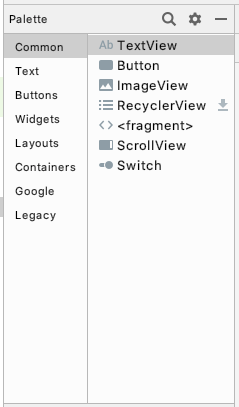 Palette
Common
Text
Buttons
Widgets
Layouts
Containers
Google
Legacy
Ab TextView
Button
ImageView
RecyclerView
<fragment>
ScrollView
Switch